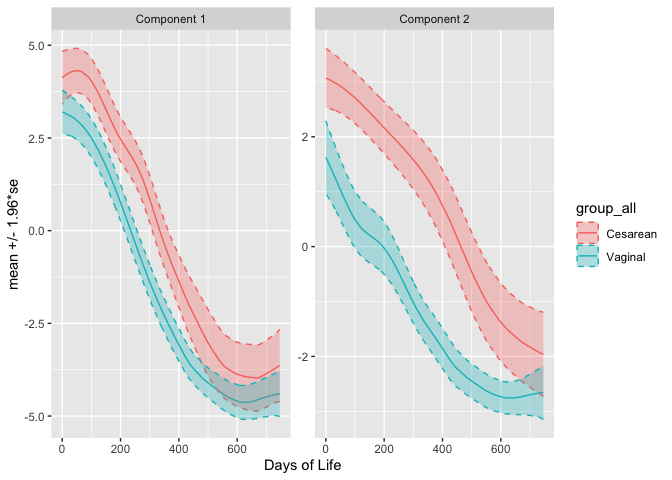 Component 1
Component 2
mean +/- 1.96*se
5.0
2.5
0.0
-2.5
-5.0
2
0
-2
0
200
400
600
0
200
400
600
Days of Life
group_all
Cesarean
Vaginal